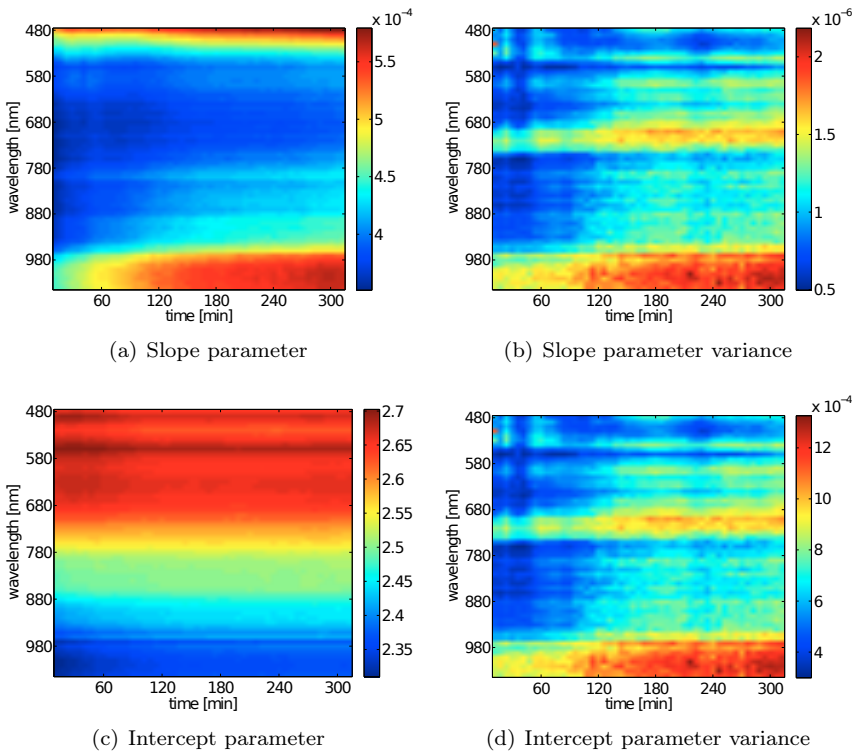 x 10⁻⁴
480
580
680
780
880
980
wavelength [nm]
60 120 180 240 300
time [min]
5.5
5
4.5
4
(a) Slope parameter
x 10⁻⁶
480
580
680
780
880
980
wavelength [nm]
60 120 180 240 300
time [min]
2
1.5
1
0.5
(b) Slope parameter variance
480
580
680
780
880
980
wavelength [nm]
60 120 180 240 300
time [min]
2.7
2.65
2.6
2.55
2.5
2.45
2.4
2.35
(c) Intercept parameter
x 10⁻⁴
480
580
680
780
880
980
wavelength [nm]
60 120 180 240 300
time [min]
12
10
8
6
4
(d) Intercept parameter variance